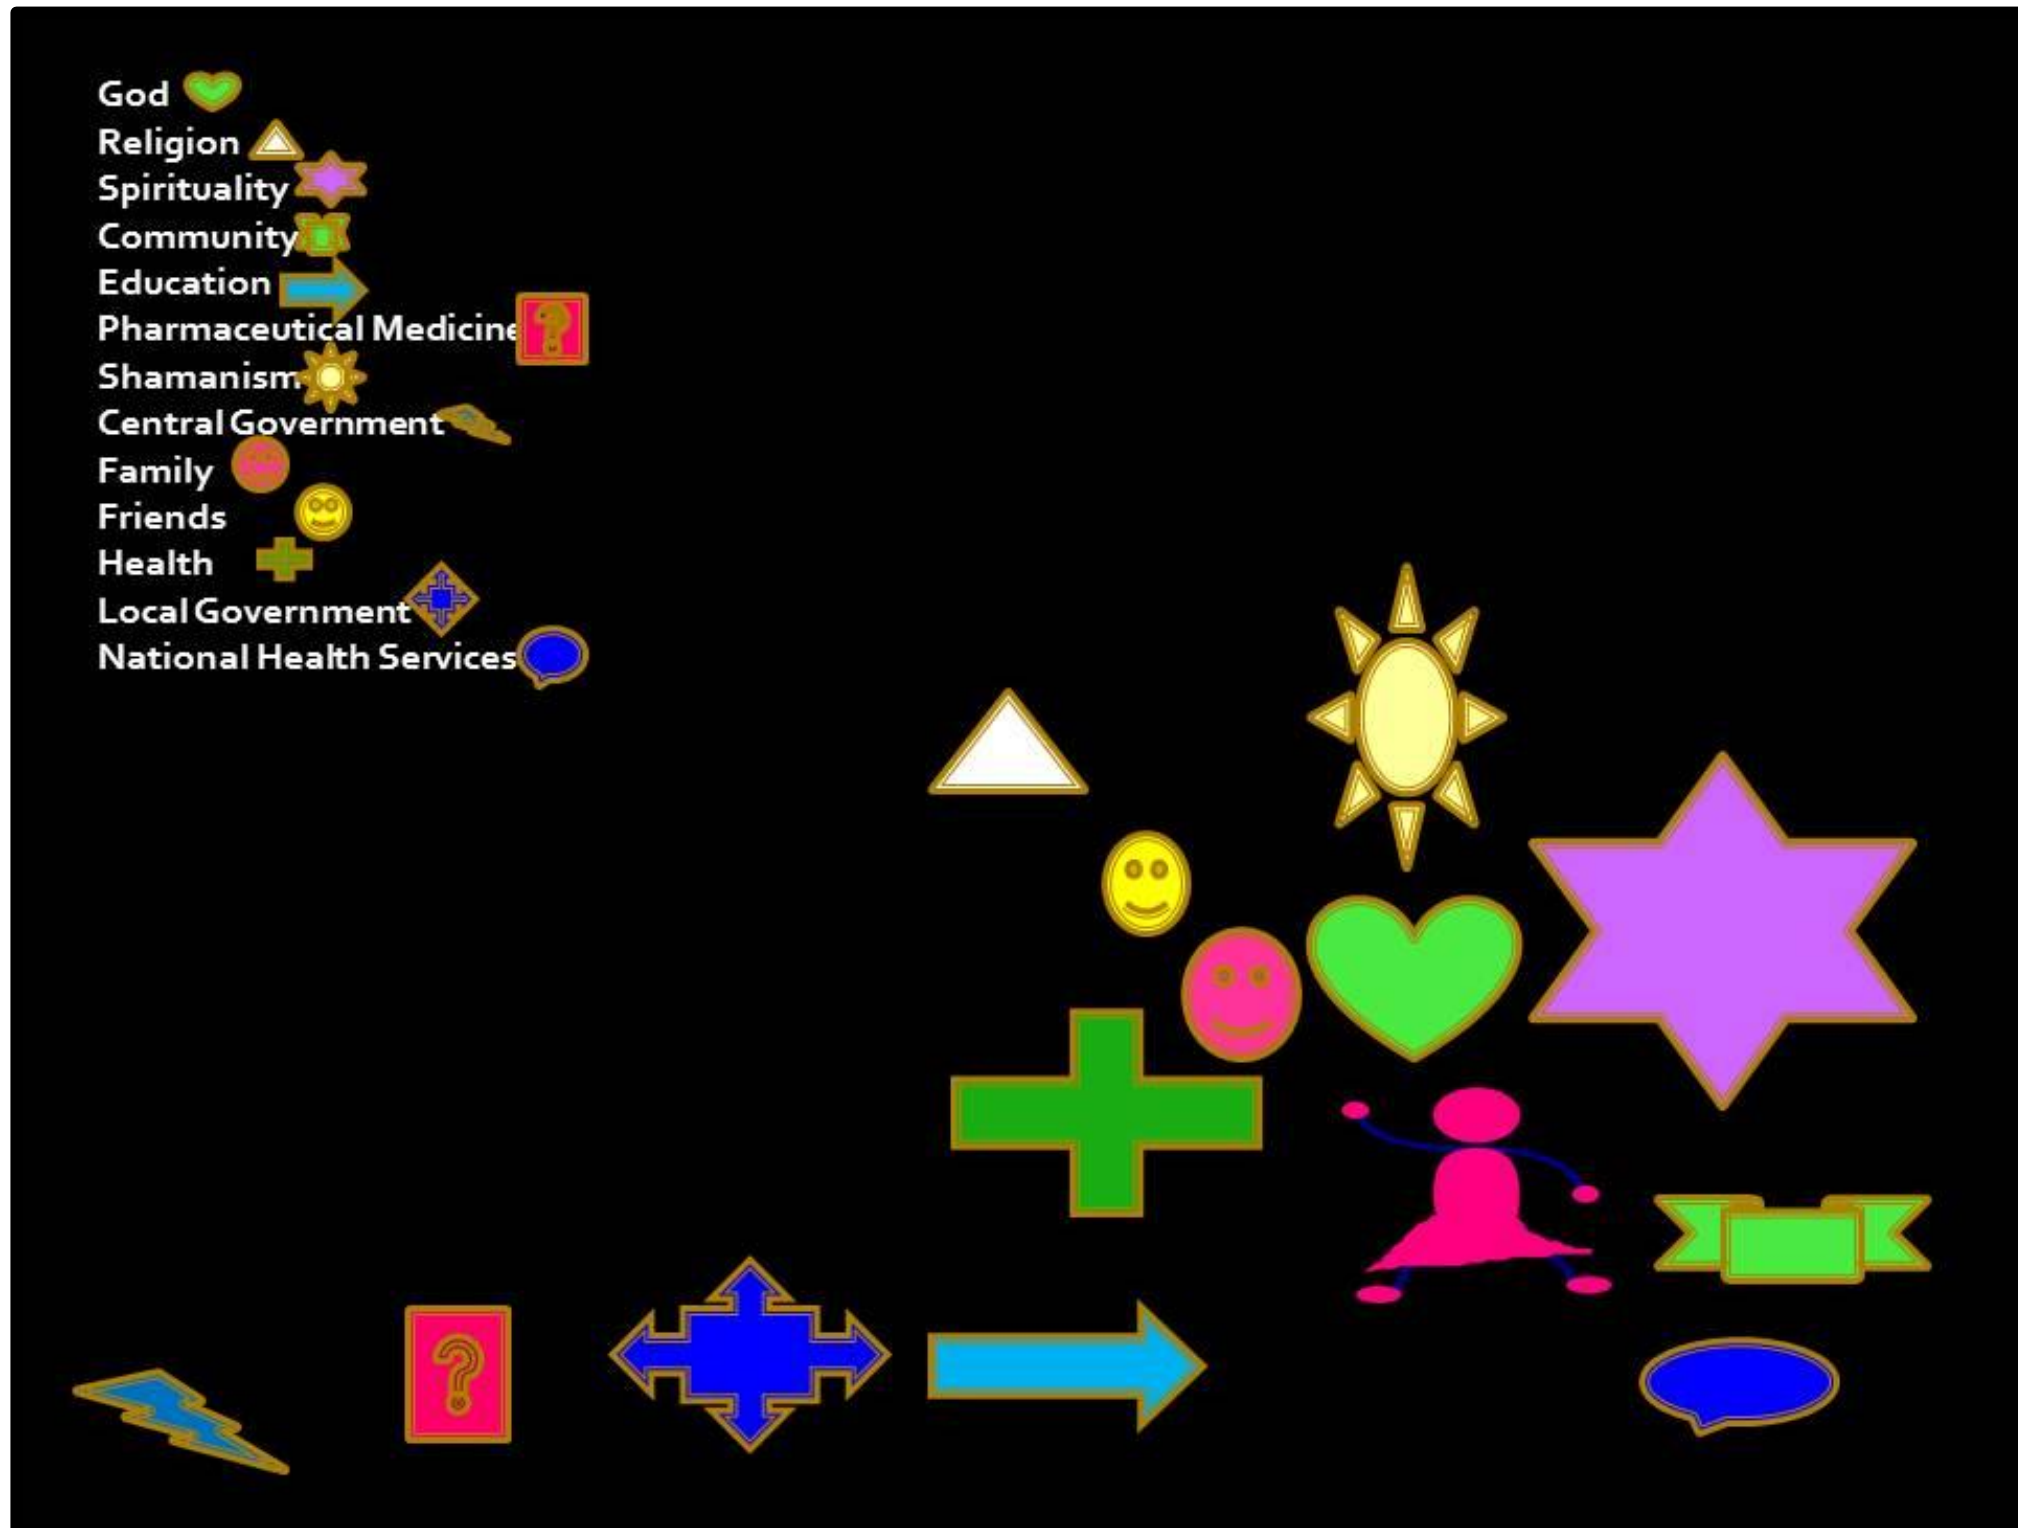 God
Religion
Spirituality
Community
Education
Pharmaceutical Medicine
Shamanism
Central Government
Family
Friends
Health
Local Government
National Health Services
?